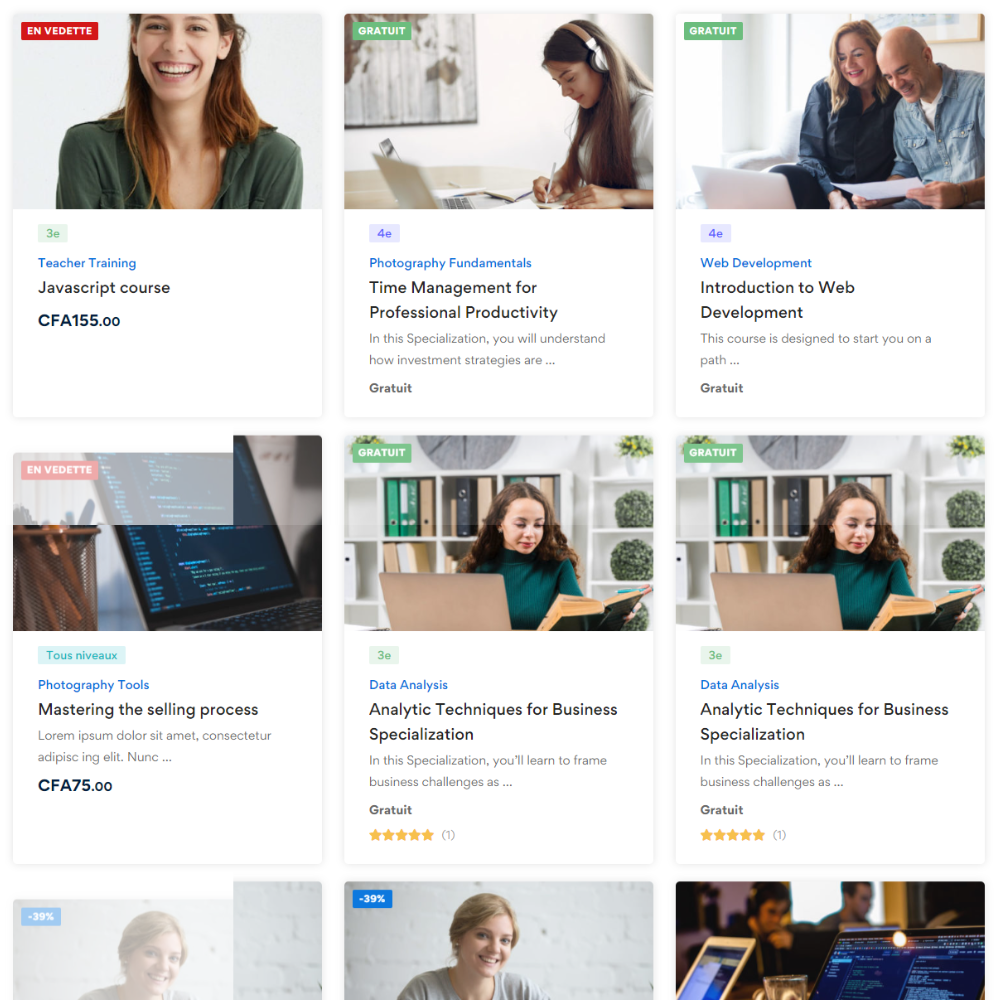 EN VEDETTE
3e
Teacher Training
Javascript course
CFA155.00
GRATUIT
4e
Photography Fundamentals
Time Management for
Professional Productivity
In this Specialization, you will understand
how investment strategies are ...
Gratuit
GRATUIT
4e
Web Development
Introduction to Web
Development
This course is designed to start you on a
path ...
Gratuit
EN VEDETTE
Tous niveaux
Photography Tools
Mastering the selling process
Lorem ipsum dolor sit amet, consectetur
adipisc ing elit. Nunc ...
CFA75.00
GRATUIT
3e
Data Analysis
Analytic Techniques for Business
Specialization
In this Specialization, you'll learn to frame
business challenges as ...
Gratuit
(1)
GRATUIT
3e
Data Analysis
Analytic Techniques for Business
Specialization
In this Specialization, you'll learn to frame
business challenges as ...
Gratuit
(1)
-39%
-39%